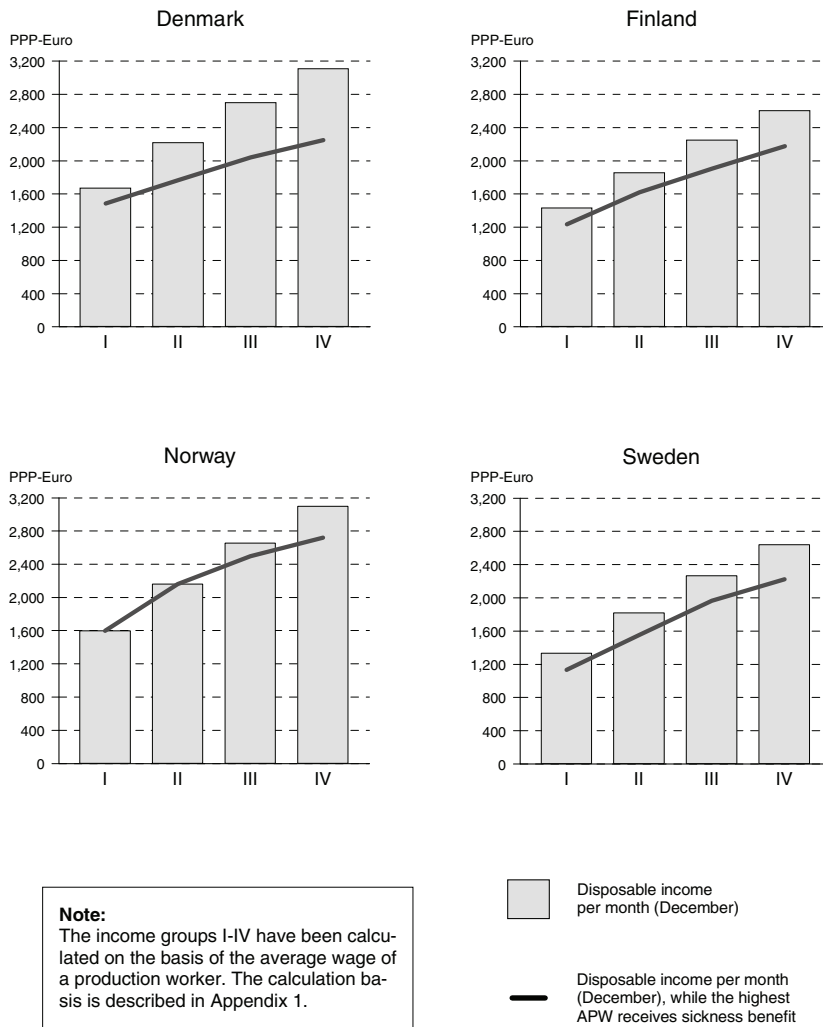 Denmark
PPP-Euro
3,200
2,800
2,400
2,000
1,600
1,200
800
400
0
I II III IV
Finland
PPP-Euro
3,200
2,800
2,400
2,000
1,600
1,200
800
400
0
I II III IV
Norway
PPP-Euro
3,200
2,800
2,400
2,000
1,600
1,200
800
400
0
I II III IV
Sweden
PPP-Euro
3,200
2,800
2,400
2,000
1,600
1,200
800
400
0
I II III IV
Note:
The income groups I-IV have been calcu-
lated on the basis of the average wage of
a production worker. The calculation ba-
sis is described in Appendix 1.
Disposable income
per month (December)
Disposable income per month
(December), while the highest
APW receives sickness benefit